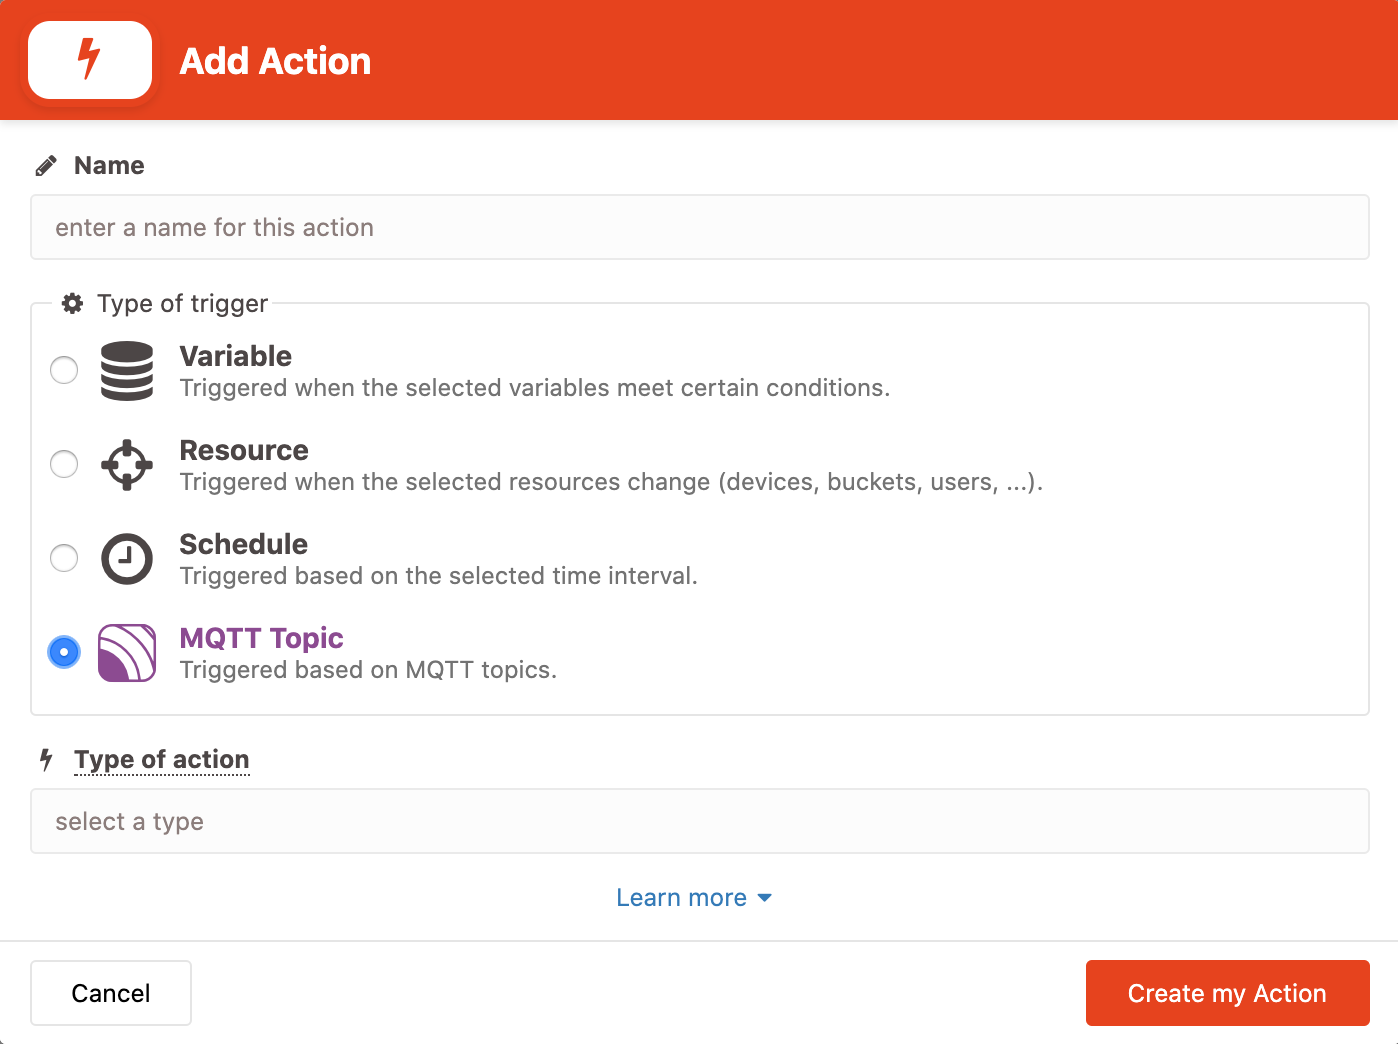 Add Action
Name
enter a name for this action
Type of trigger
Variable
Triggered when the selected variables meet certain conditions.
Resource
Triggered when the selected resources change (devices, buckets, users, ...).
Schedule
Triggered based on the selected time interval.
MQTT Topic
Triggered based on MQTT topics.
Type of action
select a type
Learn more
Cancel
Create my Action